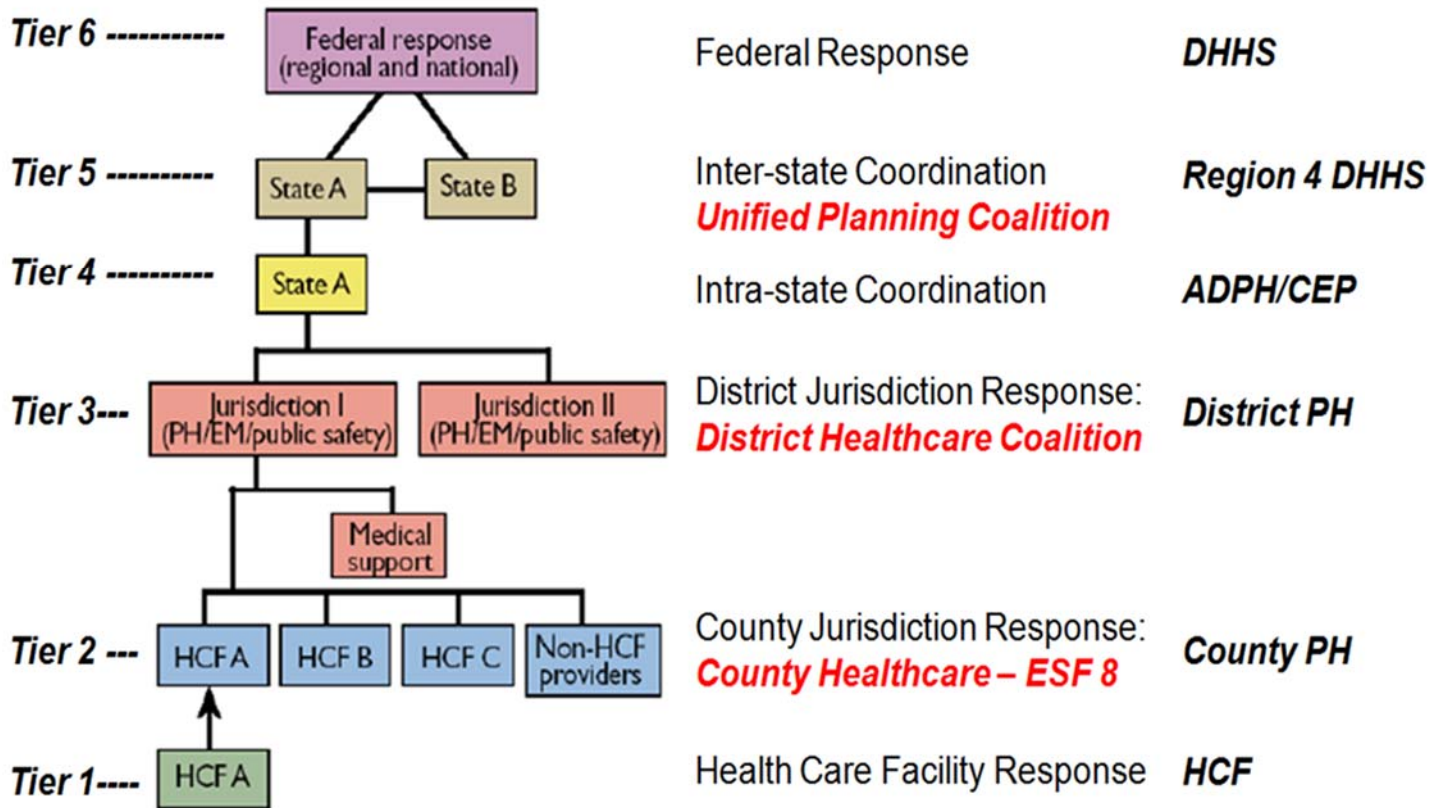 Tier 6 -----------
Federal response
(regional and national)
Federal Response
DHHS
Tier 5 ----------
State A
State B
Inter-state Coordination
Unified Planning Coalition
Region 4 DHHS
Tier 4 ----------
State A
Intra-state Coordination
ADPH/CEP
Tier 3---
Jurisdiction I
(PH/EM/public safety)
Jurisdiction II
(PH/EM/public safety)
District Jurisdiction Response:
District Healthcare Coalition
District PH
Medical
support
Tier 2 ---
HCF A
HCF B
HCF C
Non-HCF
providers
County Jurisdiction Response:
County Healthcare – ESF 8
County PH
Tier 1----
HCF A
Health Care Facility Response
HCF